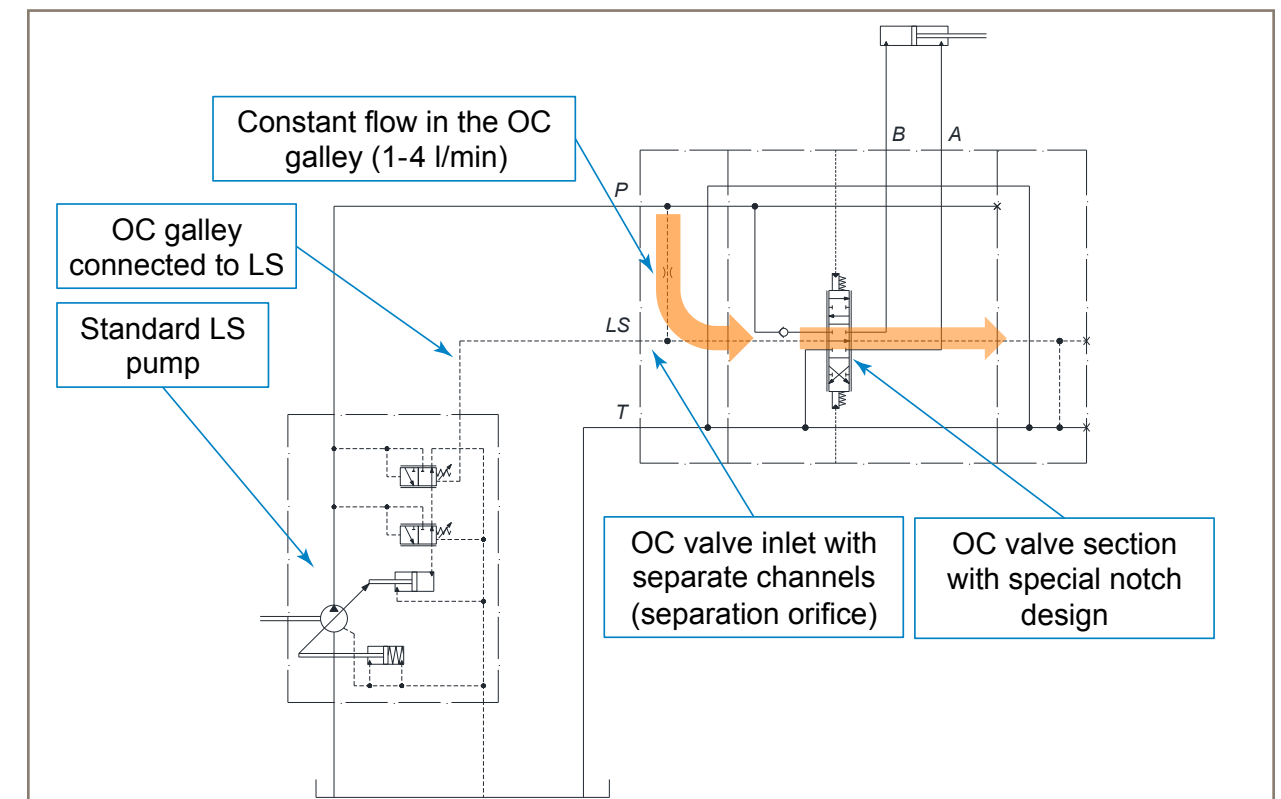 Constant flow in the OC
galley (1-4 l/min)
B
A
P
OC galley
connected to LS
Standard LS
pump
LS
T
OC valve inlet with
separate channels
(separation orifice)
OC valve section
with special notch
design